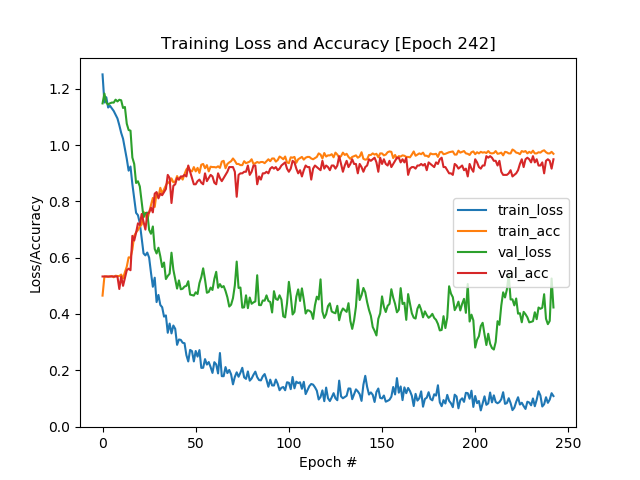 Training Loss and Accuracy [Epoch 242]
1.2
1.0
0.8
0.6
0.4
0.2
0.0
Loss/Accuracy
train_loss
train_acc
val_loss
val_acc
0 50 100 150 200 250
Epoch #